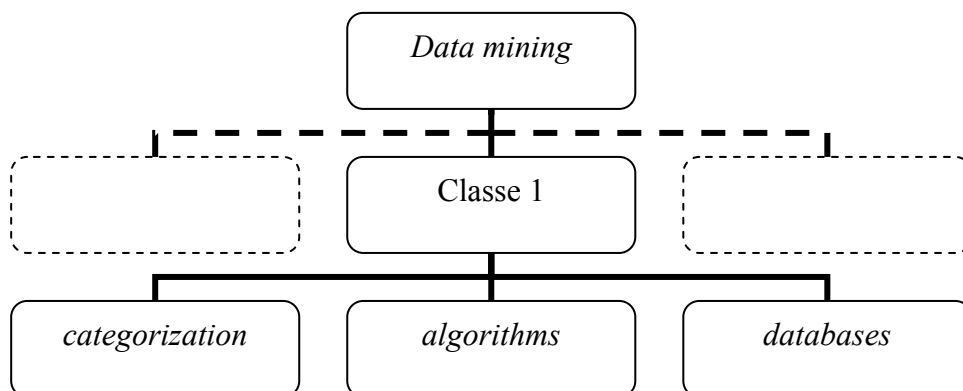 Data mining
Classe 1
categorization
algorithms
databases